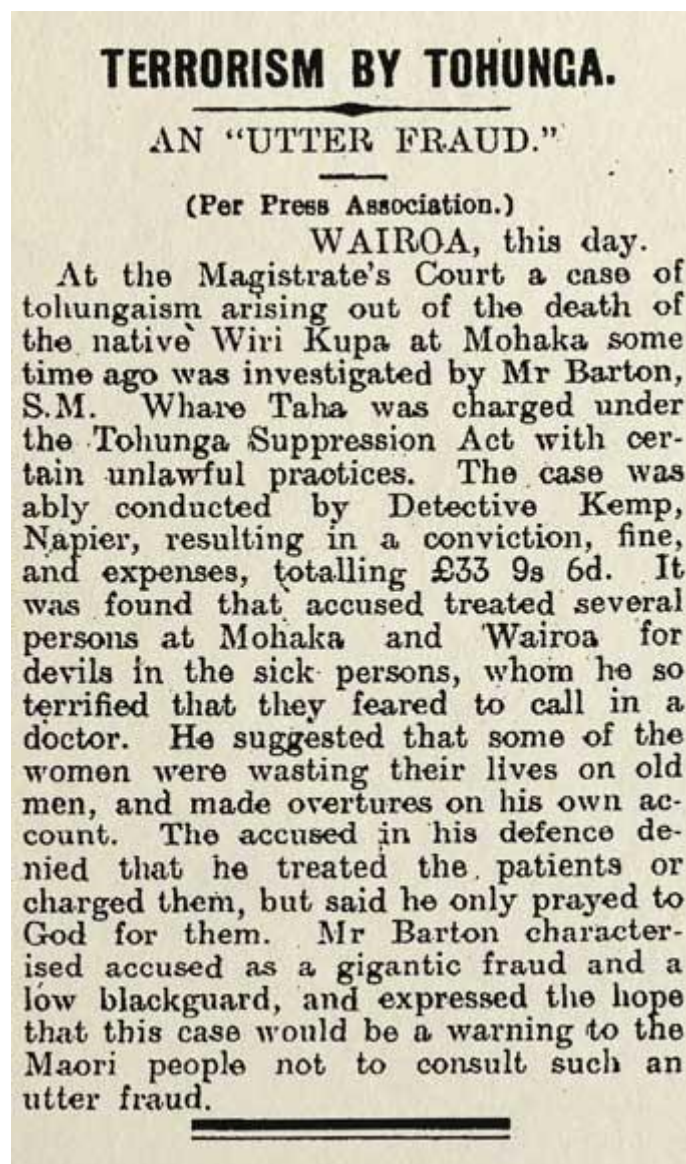 TERRORISM BY TOHUNGA.
AN "UTTER FRAUD."
(Per Press Association.)
WAIROA, this day.
At the Magistrate's Court a case of
tohungaism arising out of the death of
the native Wiri Kupa at Mohaka some
time ago was investigated by Mr Barton,
S.M. Whare Taha was charged under
the Tohunga Suppression Act with cer-
tain unlawful practices. The case was
ably conducted by Detective Kemp,
Napier, resulting in a conviction, fine,
and expenses, totalling £33 9s 6d. It
was found that accused treated several
persons at Mohaka and Wairoa for
devils in the sick persons, whom he so
terrified that they feared to call in a
doctor. He suggested that some of the
women were wasting their lives on old
men, and made overtures on his own ac-
count. The accused in his defence de-
nied that he treated the patients or
charged them, but said he only prayed to
God for them. Mr Barton character-
ised accused as a gigantic fraud and a
low blackguard, and expressed the hope
that this case would be a warning to the
Maori people not to consult such an
utter fraud.